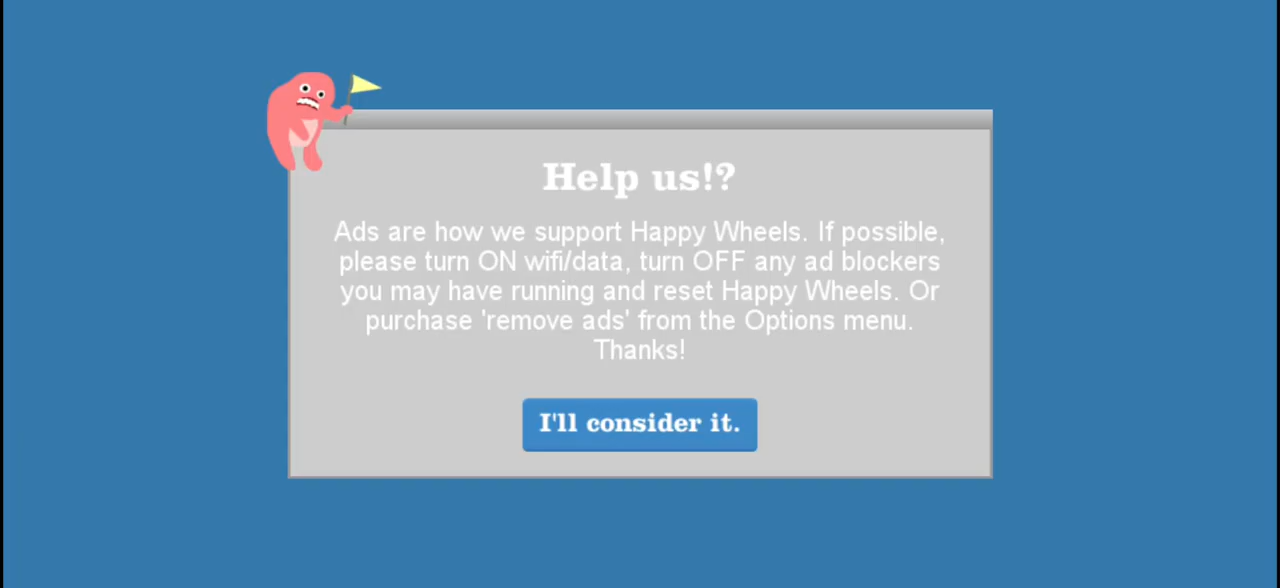 Help us!?
Ads are how we support Happy Wheels. If possible,
please turn ON wifi/data, turn OFF any ad blockers
you may have running and reset Happy Wheels. Or
purchase 'remove ads' from the Options menu.
Thanks!
I'll consider it.